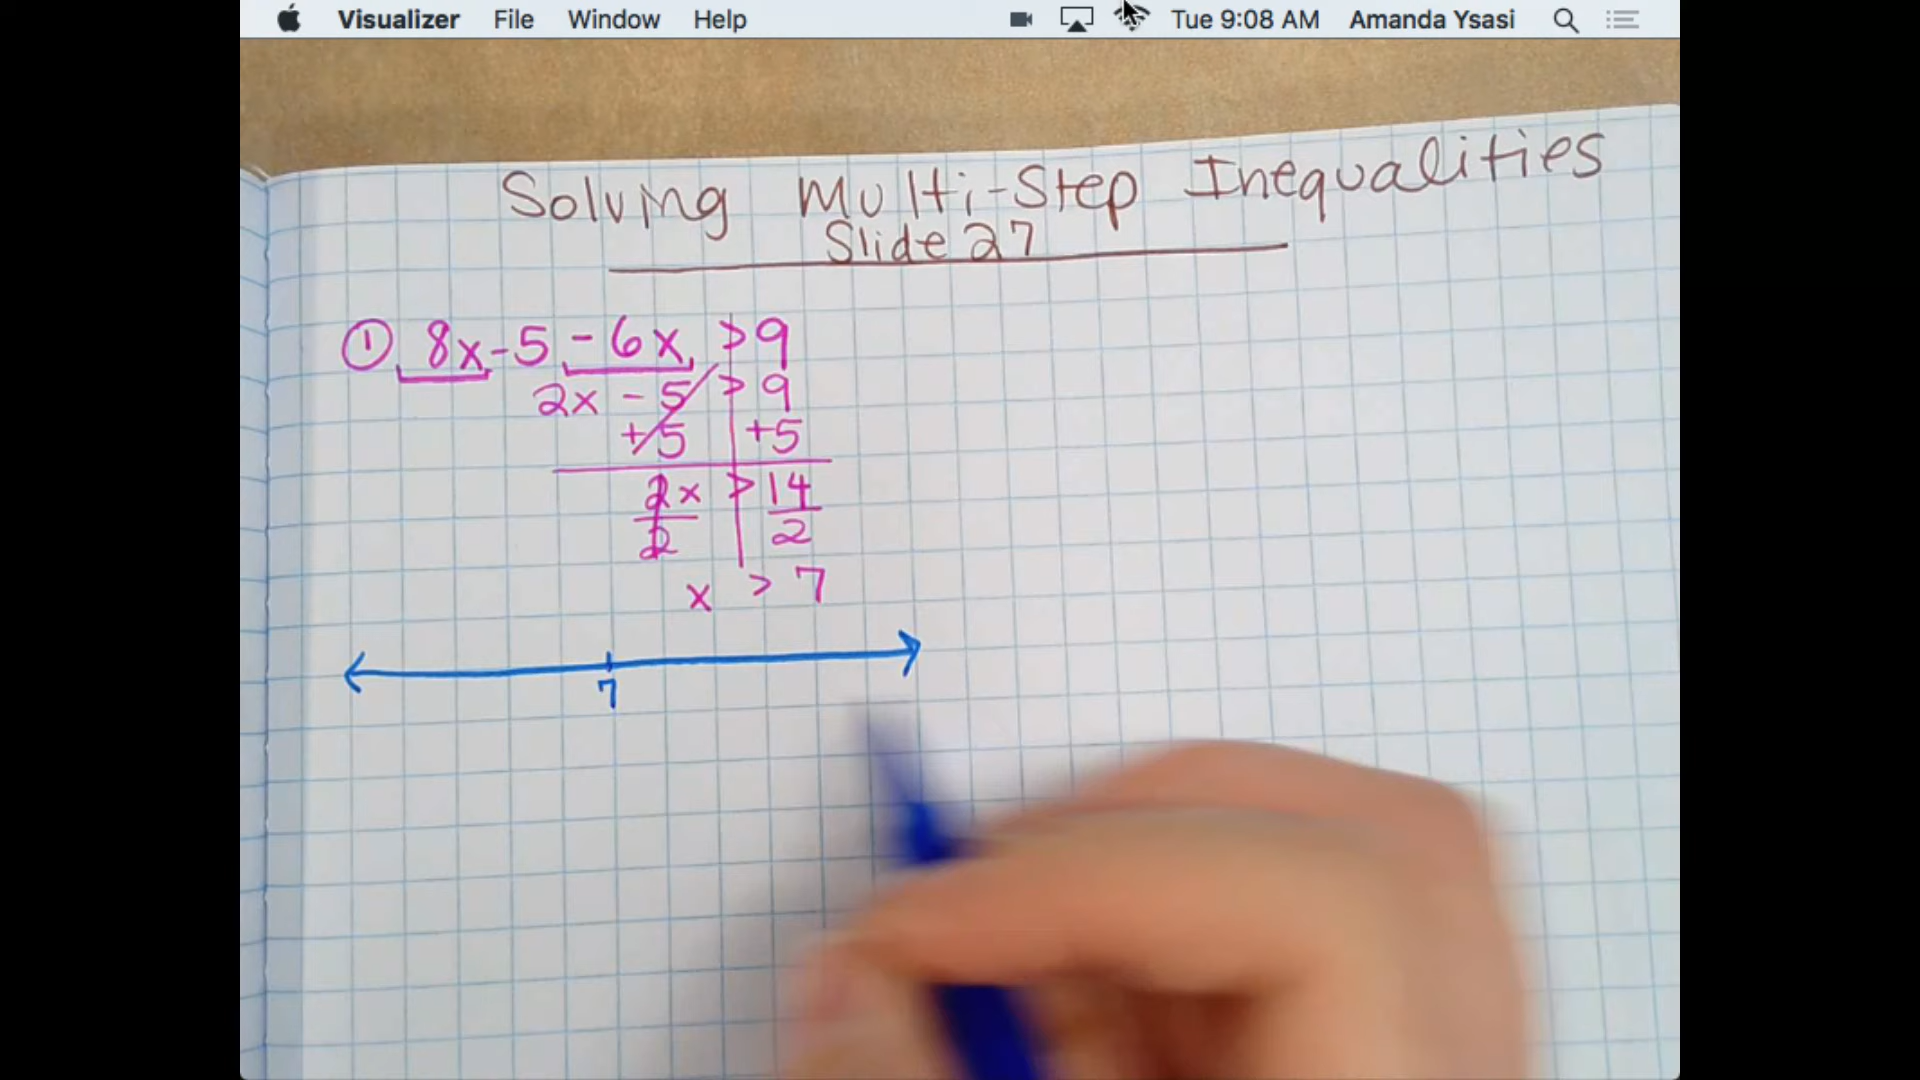 Visualizer File Window Help Tue 9:08 AM Amanda Ysasi
Solving Multi-Step Inequalities
Slide 27
① 8x - 5 - 6x > 9
2x - 5 > 9
+5 +5
2x > 14
2 2
x > 7
7